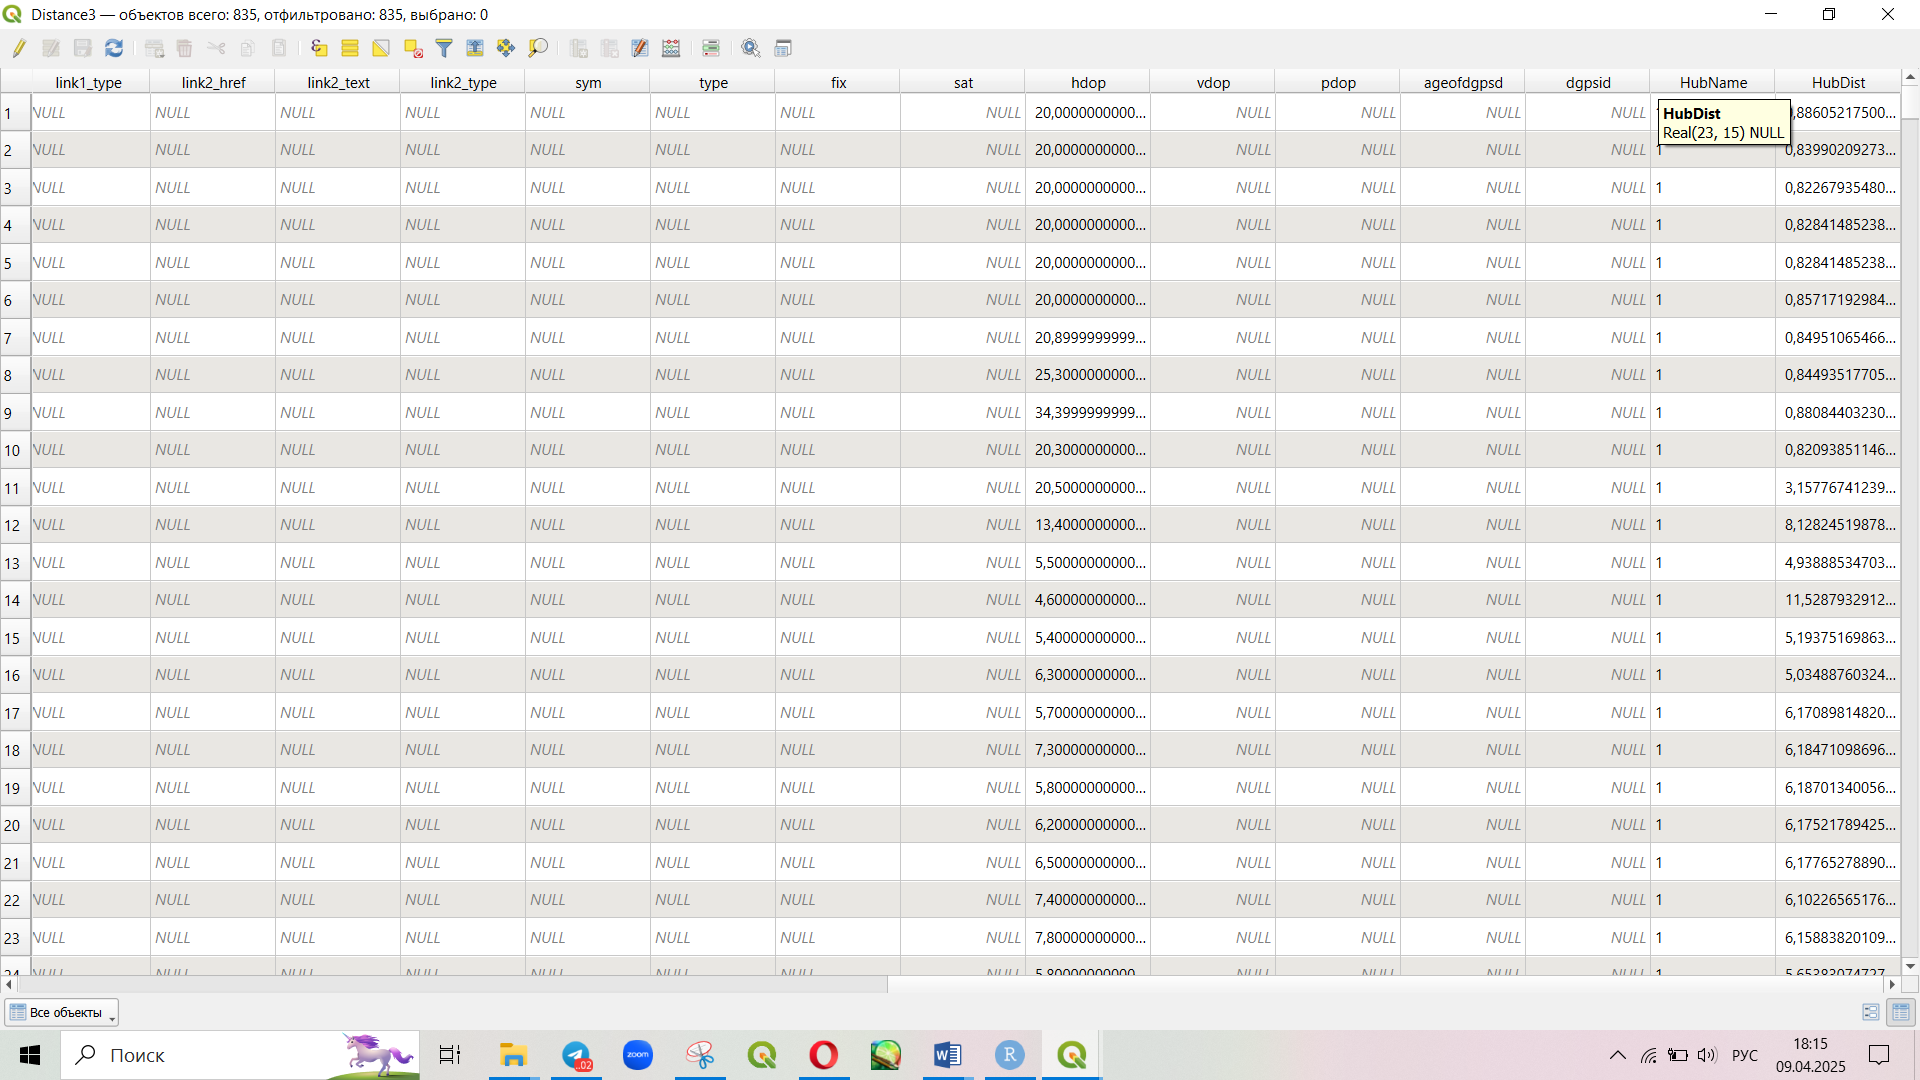 Distance3 — объектов всего: 835, отфильтровано: 835, выбрано: 0
link1_type link2_href link2_text link2_type sym type fix sat hdop vdop pdop ageofdgpsd dgpsid HubName HubDist
1 NULL NULL NULL NULL NULL NULL NULL NULL 20,0000000000... NULL NULL NULL NULL ,88605217500...
HubDist
Real(23, 15) NULL
2 NULL NULL NULL NULL NULL NULL NULL NULL 20,0000000000... NULL NULL NULL NULL 1 0,83990209273...
3 NULL NULL NULL NULL NULL NULL NULL NULL 20,0000000000... NULL NULL NULL NULL 1 0,82267935480...
4 NULL NULL NULL NULL NULL NULL NULL NULL 20,0000000000... NULL NULL NULL NULL 1 0,82841485238...
5 NULL NULL NULL NULL NULL NULL NULL NULL 20,0000000000... NULL NULL NULL NULL 1 0,82841485238...
6 NULL NULL NULL NULL NULL NULL NULL NULL 20,0000000000... NULL NULL NULL NULL 1 0,85717192984...
7 NULL NULL NULL NULL NULL NULL NULL NULL 20,8999999999... NULL NULL NULL NULL 1 0,84951065466...
8 NULL NULL NULL NULL NULL NULL NULL NULL 25,3000000000... NULL NULL NULL NULL 1 0,84493517705...
9 NULL NULL NULL NULL NULL NULL NULL NULL 34,3999999999... NULL NULL NULL NULL 1 0,88084403230...
10 NULL NULL NULL NULL NULL NULL NULL NULL 20,3000000000... NULL NULL NULL NULL 1 0,82093851146...
11 NULL NULL NULL NULL NULL NULL NULL NULL 20,5000000000... NULL NULL NULL NULL 1 3,15776741239...
12 NULL NULL NULL NULL NULL NULL NULL NULL 13,4000000000... NULL NULL NULL NULL 1 8,12824519878...
13 NULL NULL NULL NULL NULL NULL NULL NULL 5,50000000000... NULL NULL NULL NULL 1 4,93888534703...
14 NULL NULL NULL NULL NULL NULL NULL NULL 4,60000000000... NULL NULL NULL NULL 1 11,5287932912...
15 NULL NULL NULL NULL NULL NULL NULL NULL 5,40000000000... NULL NULL NULL NULL 1 5,19375169863...
16 NULL NULL NULL NULL NULL NULL NULL NULL 6,30000000000... NULL NULL NULL NULL 1 5,03488760324...
17 NULL NULL NULL NULL NULL NULL NULL NULL 5,70000000000... NULL NULL NULL NULL 1 6,17089814820...
18 NULL NULL NULL NULL NULL NULL NULL NULL 7,30000000000... NULL NULL NULL NULL 1 6,18471098696...
19 NULL NULL NULL NULL NULL NULL NULL NULL 5,80000000000... NULL NULL NULL NULL 1 6,18701340056...
20 NULL NULL NULL NULL NULL NULL NULL NULL 6,20000000000... NULL NULL NULL NULL 1 6,17521789425...
21 NULL NULL NULL NULL NULL NULL NULL NULL 6,50000000000... NULL NULL NULL NULL 1 6,17765278890...
22 NULL NULL NULL NULL NULL NULL NULL NULL 7,40000000000... NULL NULL NULL NULL 1 6,10226565176...
23 NULL NULL NULL NULL NULL NULL NULL NULL 7,80000000000... NULL NULL NULL NULL 1 6,15883820109...
24 NULL NULL NULL NULL NULL NULL NULL NULL 5,80000000000... NULL NULL NULL NULL 1 5,65383074727...
Все объекты
Поиск
.02
zoom
W
R
РУС
18:15
09.04.2025